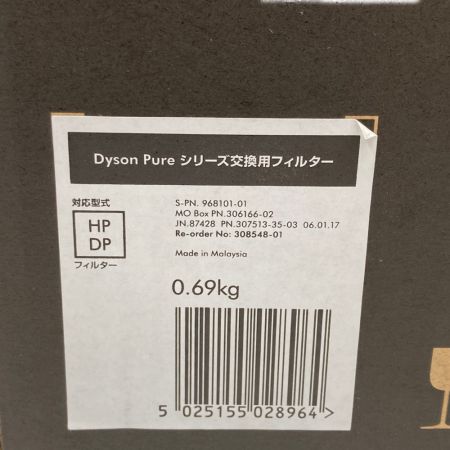 Dyson Pure シリーズ交換用フィルター
対応型式
HP
DP
フィルター
S-PN. 968101-01
MO Box PN.306166-02
JN.87428 PN.307513-35-03 06.01.17
Re-order No: 308548-01
Made in Malaysia
0.69kg
5 025155 028964 >